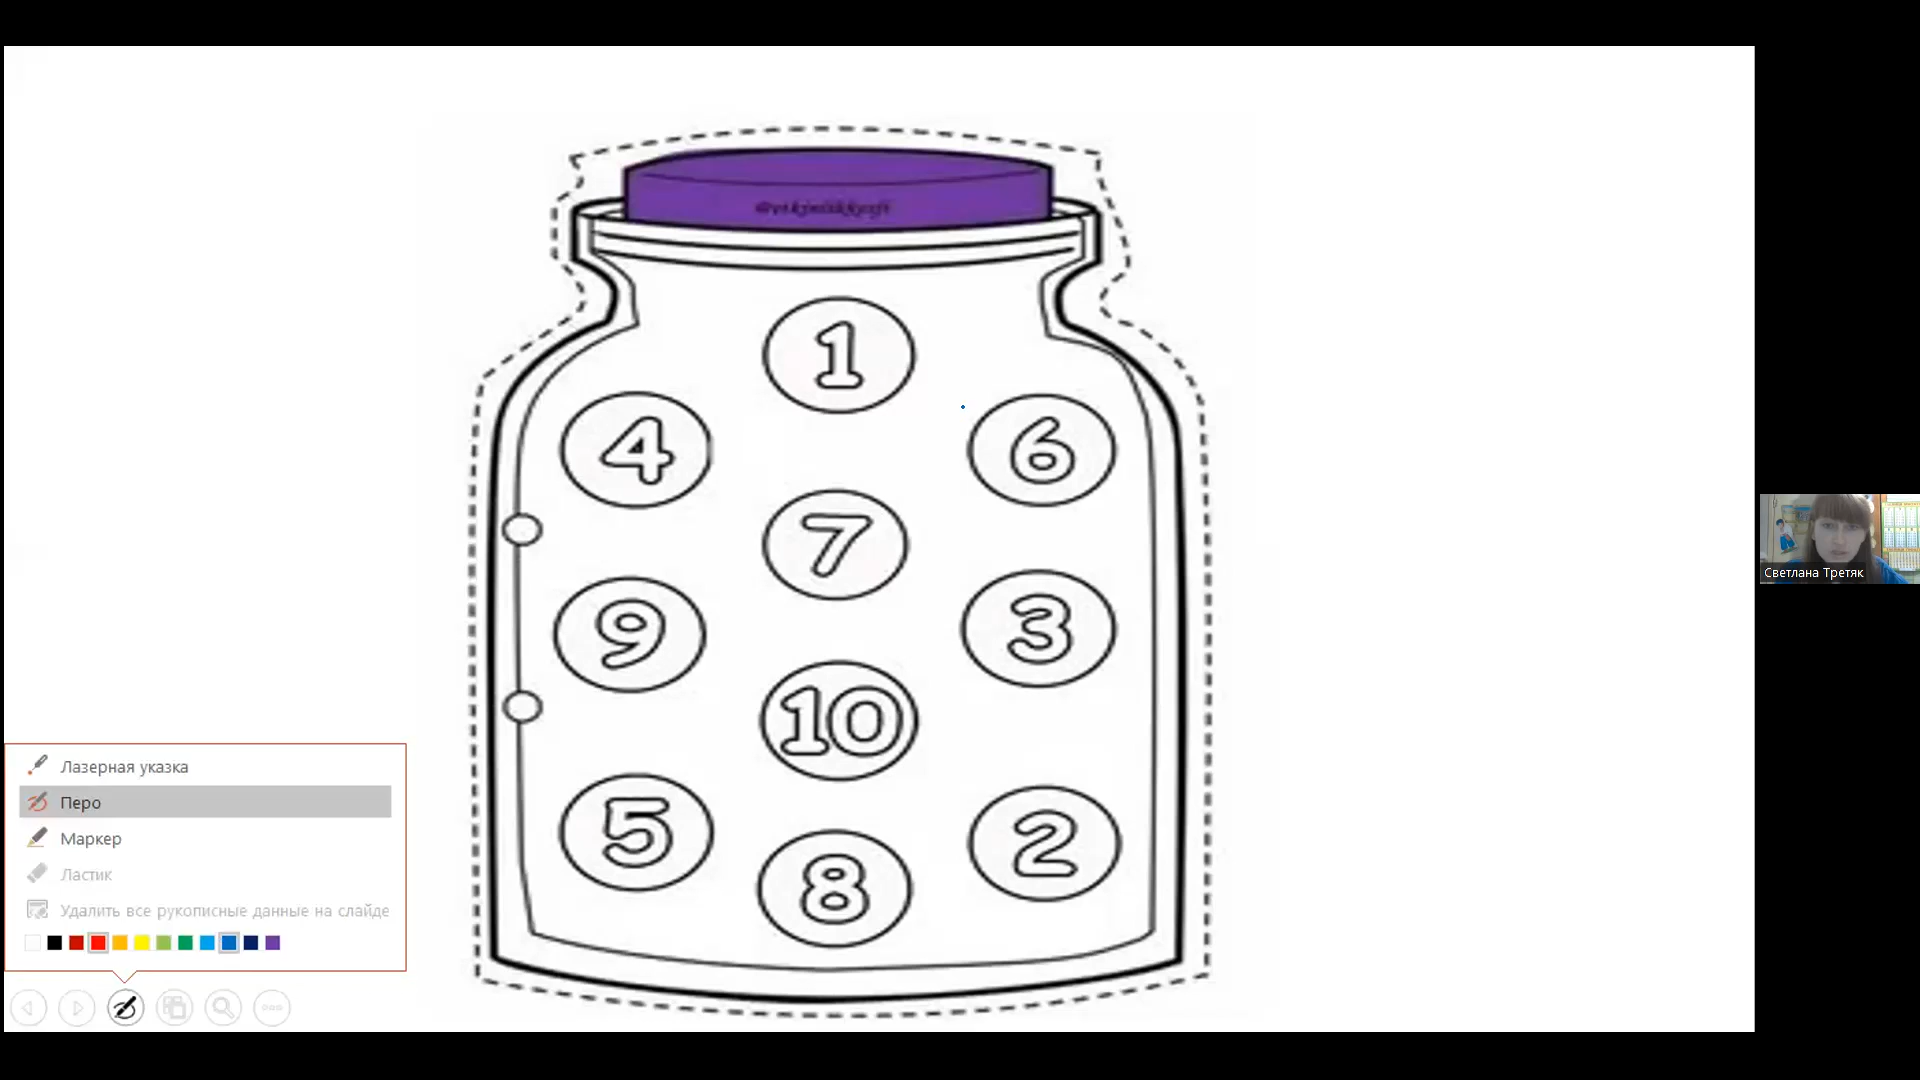 1
4
6
7
9
3
10
5
2
8
Лазерная указка
Перо
Маркер
Ластик
Удалить все рукописные данные на слайде
Светлана Третяк